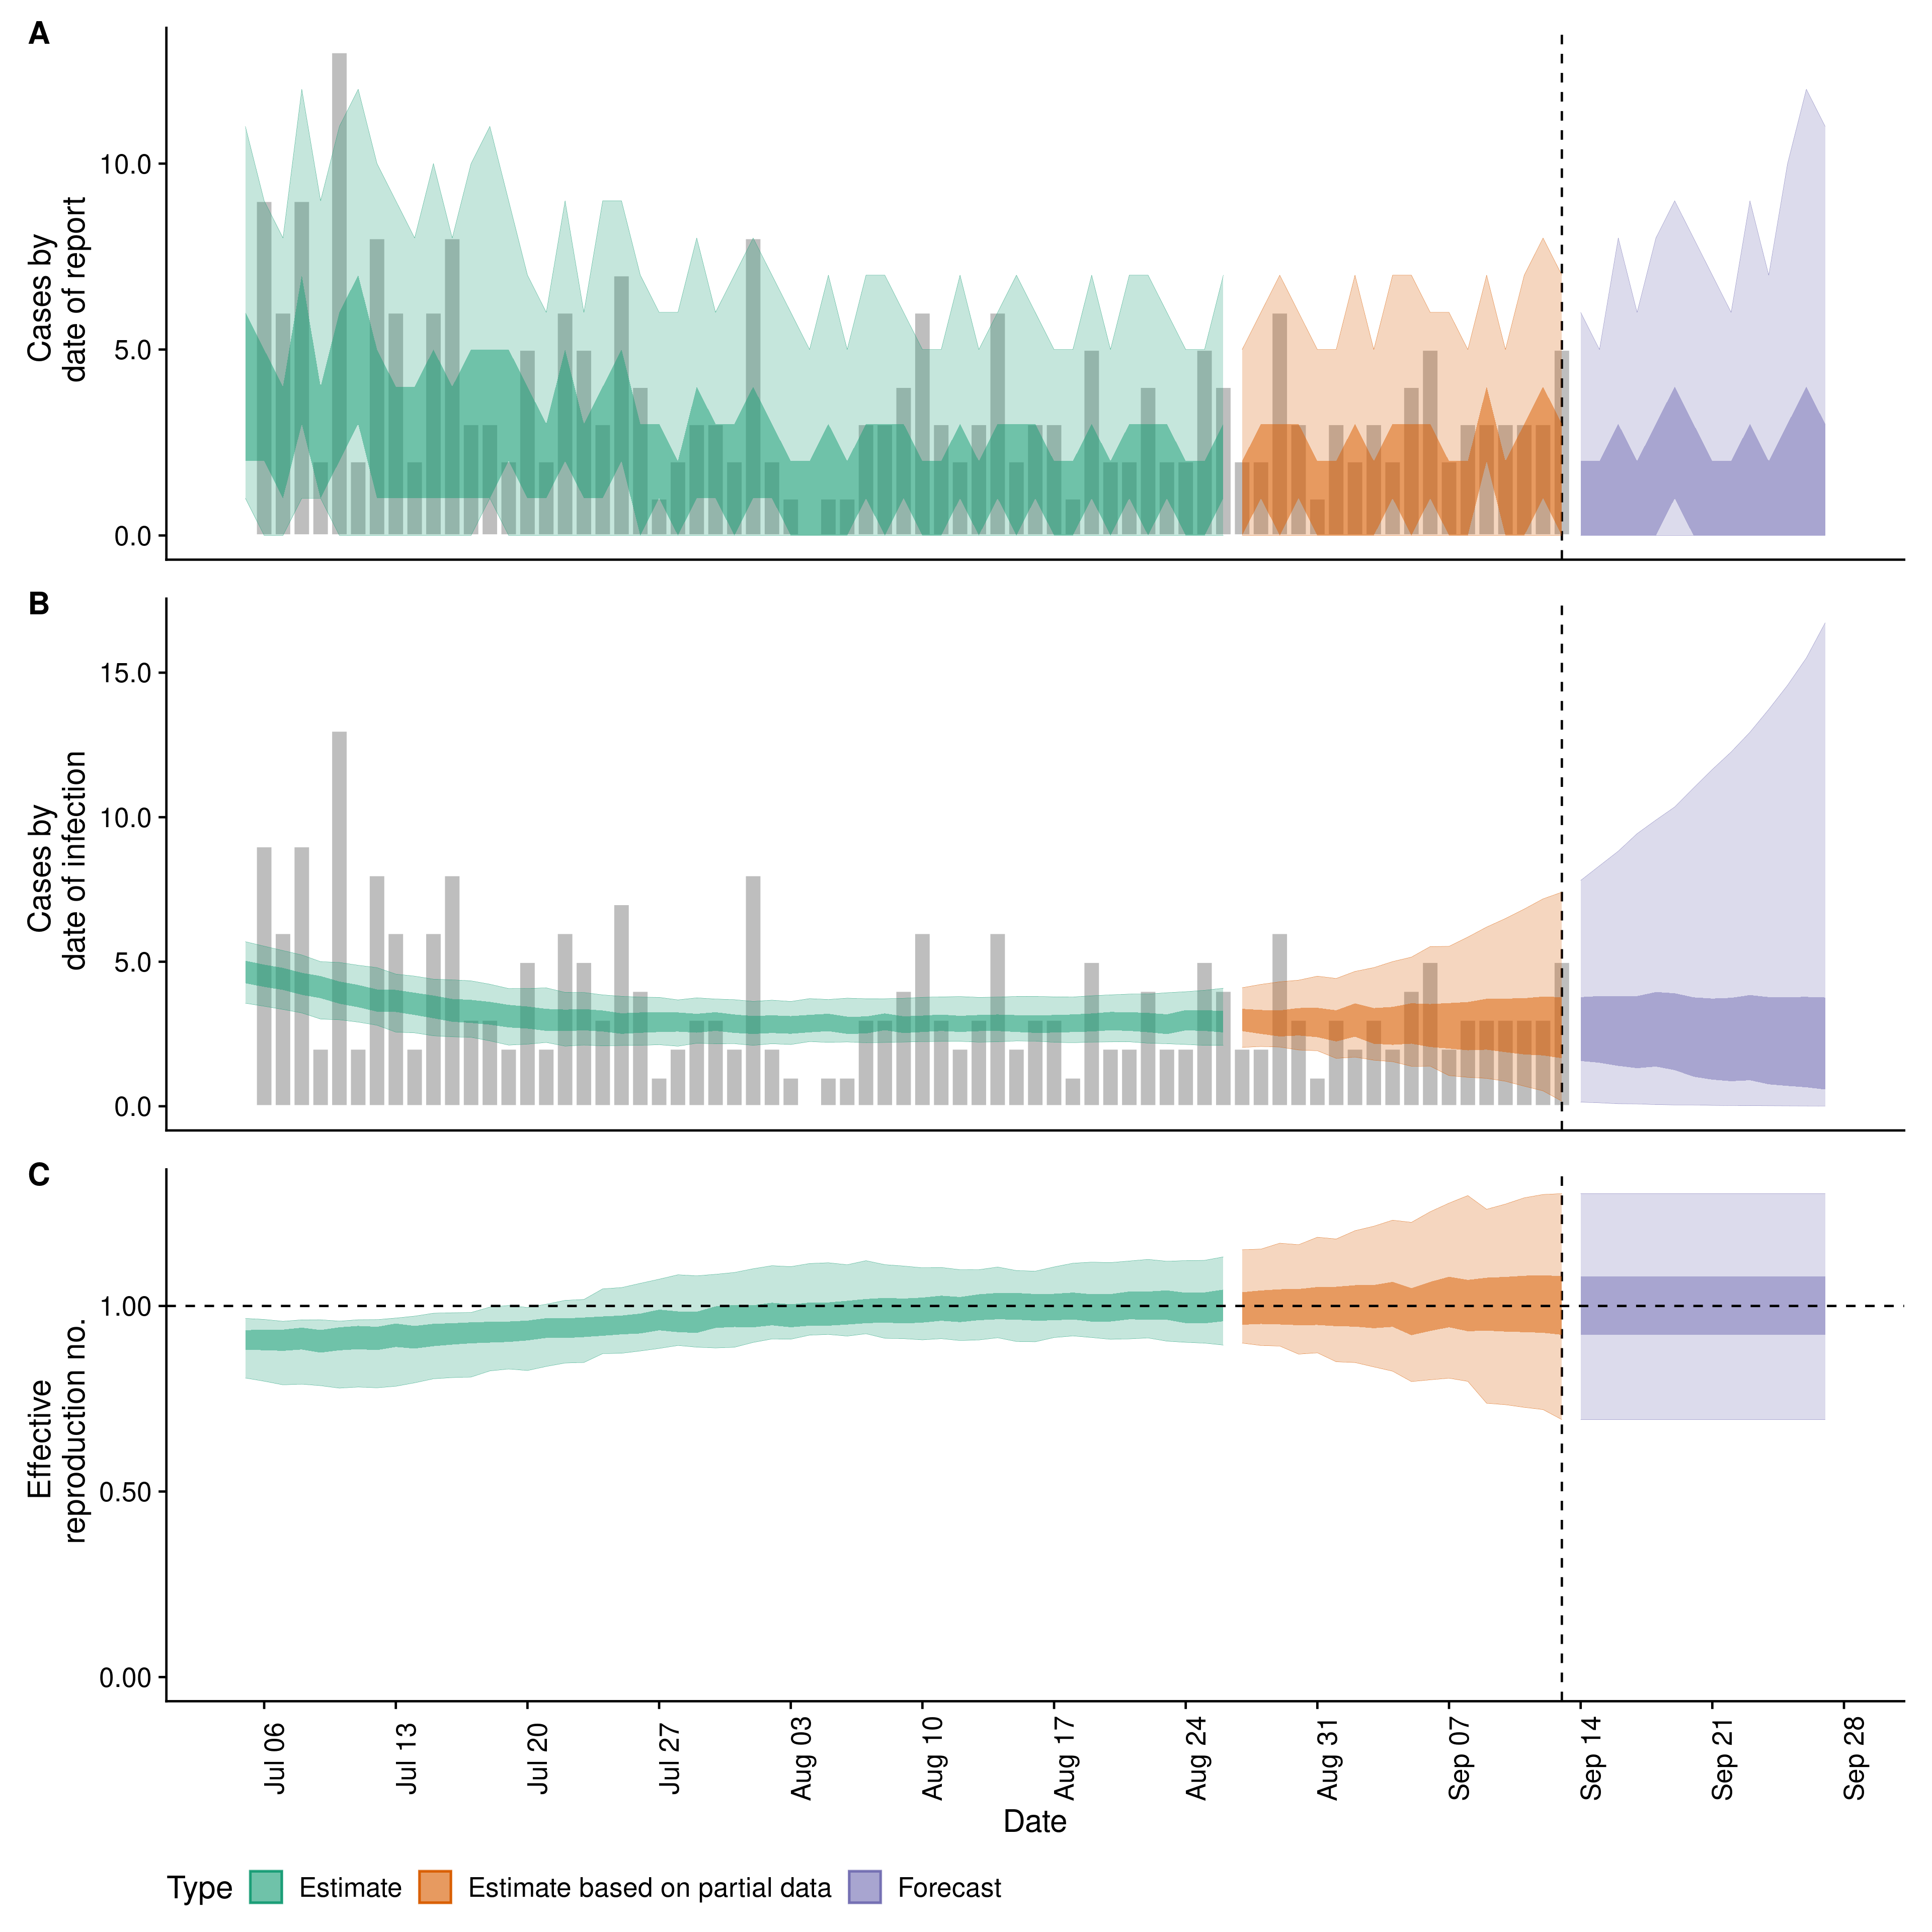 A
Cases by
date of report
10.0
5.0
0.0
B
Cases by
date of infection
15.0
10.0
5.0
0.0
C
Effective
reproduction no.
1.00
0.50
0.00
Jul 06
Jul 13
Jul 20
Jul 27
Aug 03
Aug 10
Aug 17
Aug 24
Aug 31
Sep 07
Sep 14
Sep 21
Sep 28
Date
Type Estimate Estimate based on partial data Forecast